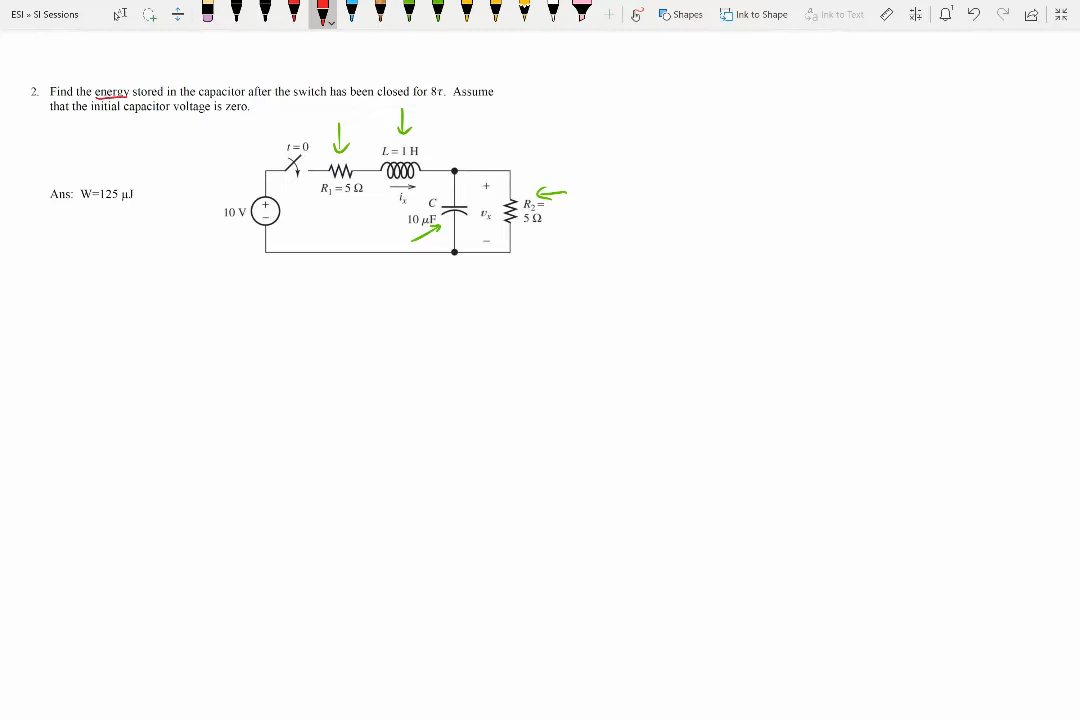 ESI » SI Sessions
Shapes
Ink to Shape
Ink to Text
1
2. Find the energy stored in the capacitor after the switch has been closed for 8τ. Assume
that the initial capacitor voltage is zero.
t = 0
L = 1 H
R1 = 5 Ω
ix
Ans: W=125 μJ
10 V
+
−
C
10 μF
+
vx
−
R2 =
5 Ω